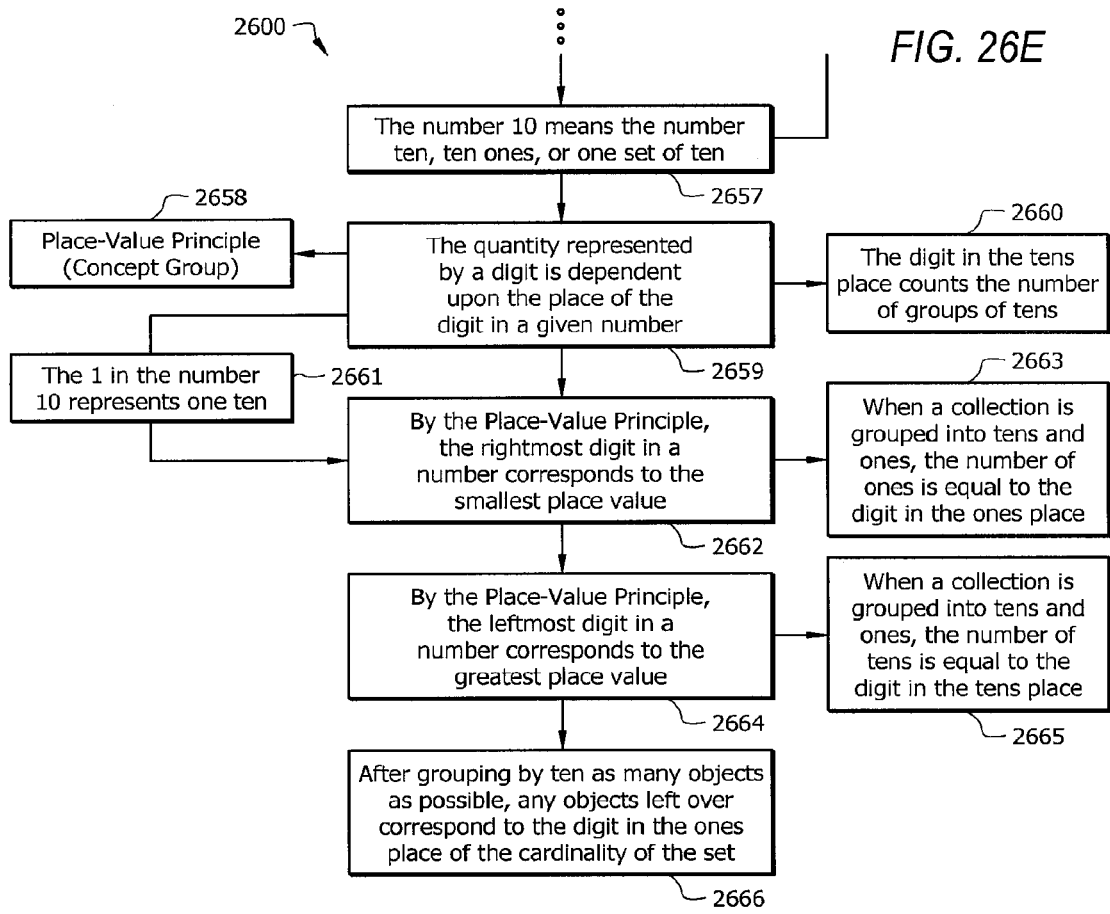 2600
FIG. 26E
The number 10 means the number
ten, ten ones, or one set of ten
2657
2658
Place-Value Principle
(Concept Group)
The quantity represented
by a digit is dependent
upon the place of the
digit in a given number
2659
2660
The digit in the tens
place counts the number
of groups of tens
The 1 in the number
10 represents one ten
2661
By the Place-Value Principle,
the rightmost digit in a
number corresponds to the
smallest place value
2662
2663
When a collection is
grouped into tens and
ones, the number of
ones is equal to the
digit in the ones place
By the Place-Value Principle,
the leftmost digit in a
number corresponds to the
greatest place value
2664
When a collection is
grouped into tens and
ones, the number of
tens is equal to the
digit in the tens place
2665
After grouping by ten as many objects
as possible, any objects left over
correspond to the digit in the ones
place of the cardinality of the set
2666